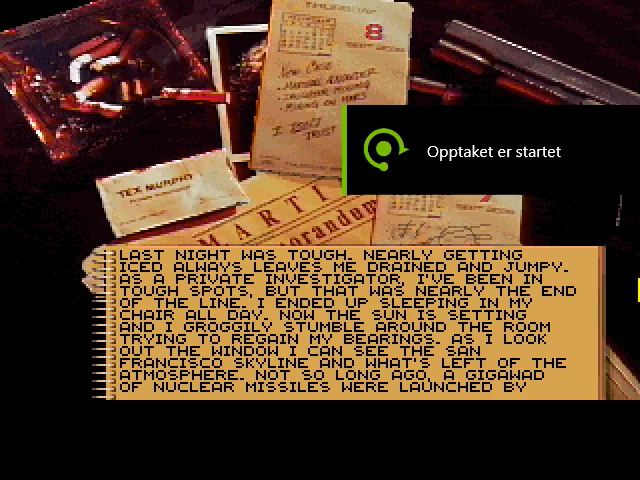 8
TEX MURPHY
MARTI
Memorandum
Opptaket er startet
LAST NIGHT WAS TOUGH. NEARLY GETTING
ICED ALWAYS LEAVES ME DRAINED AND JUMPY.
AS A PRIVATE INVESTIGATOR, I'VE BEEN IN
TOUGH SPOTS, BUT THAT WAS NEARLY THE END
OF THE LINE. I ENDED UP SLEEPING IN MY
CHAIR ALL DAY. NOW THE SUN IS SETTING
AND I GROGGILY STUMBLE AROUND THE ROOM
TRYING TO REGAIN MY BEARINGS. AS I LOOK
OUT THE WINDOW I CAN SEE THE SAN
FRANCISCO SKYLINE AND WHAT'S LEFT OF THE
ATMOSPHERE. NOT SO LONG AGO, A GIGAWAD
OF NUCLEAR MISSILES WERE LAUNCHED BY